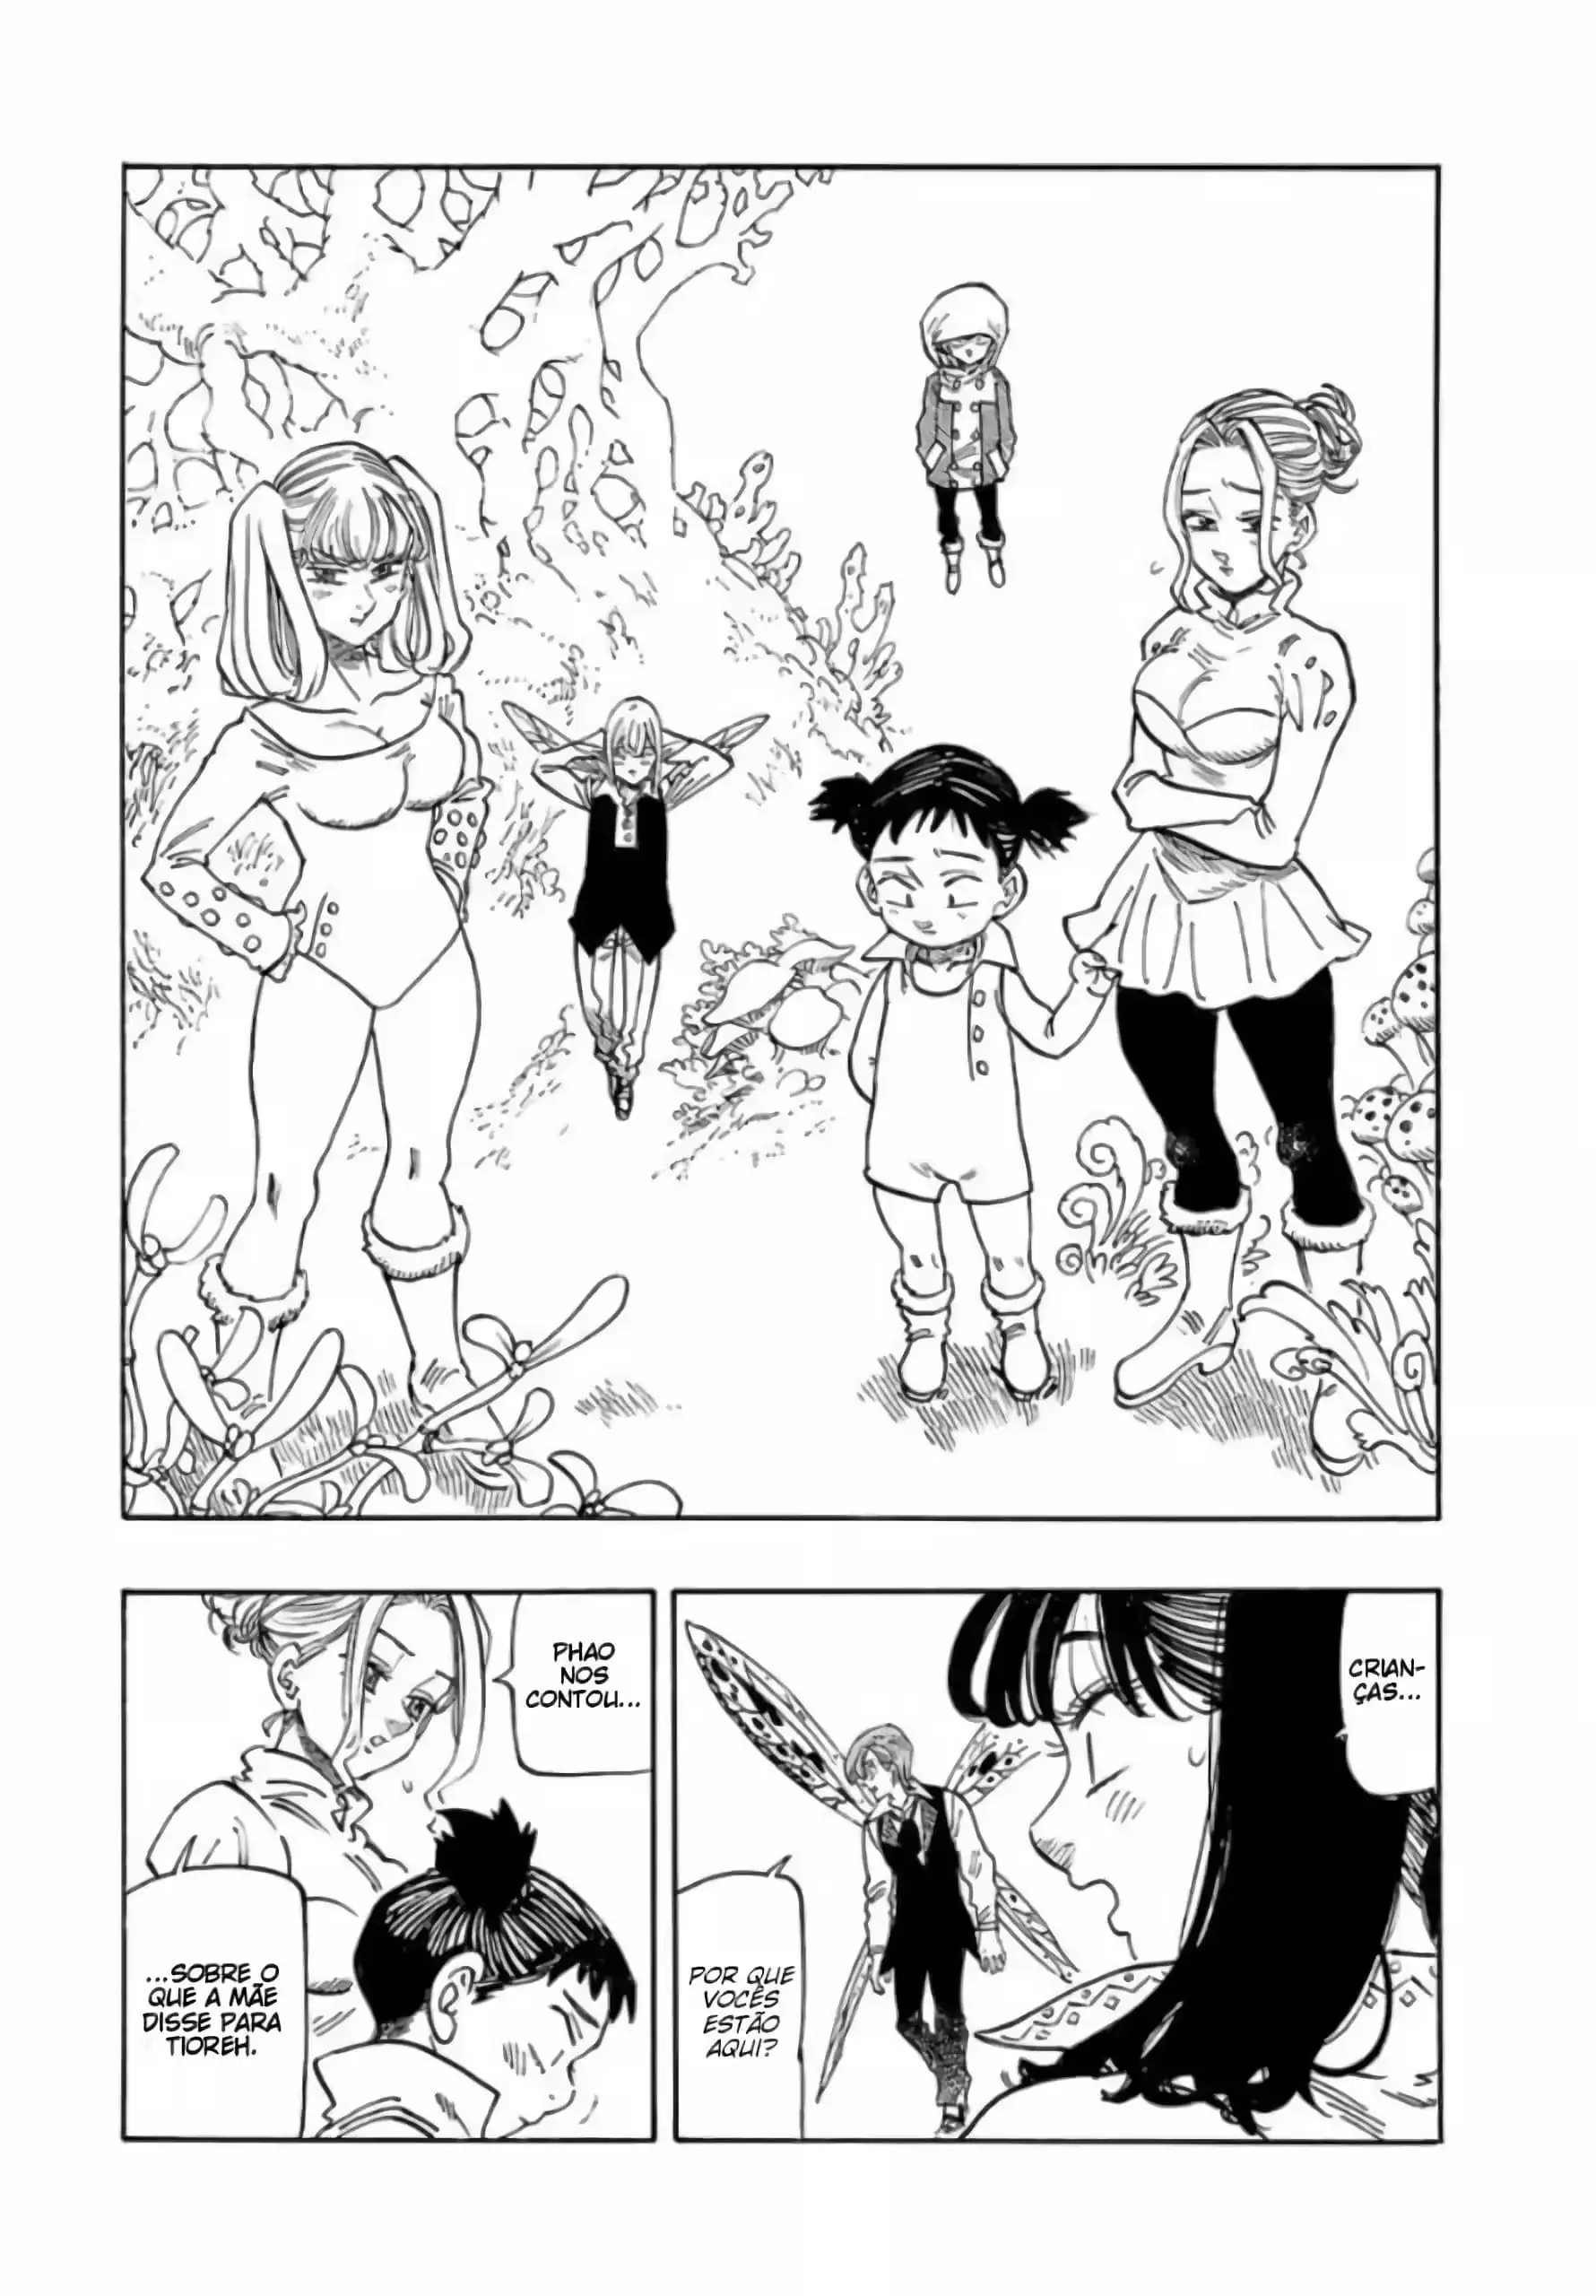 CRIAN-
ÇAS...
POR QUE
VOCÊS
ESTÃO
AQUI?
PHAO
NOS
CONTOU...
...SOBRE O
QUE A MÃE
DISSE PARA
TIOREH.